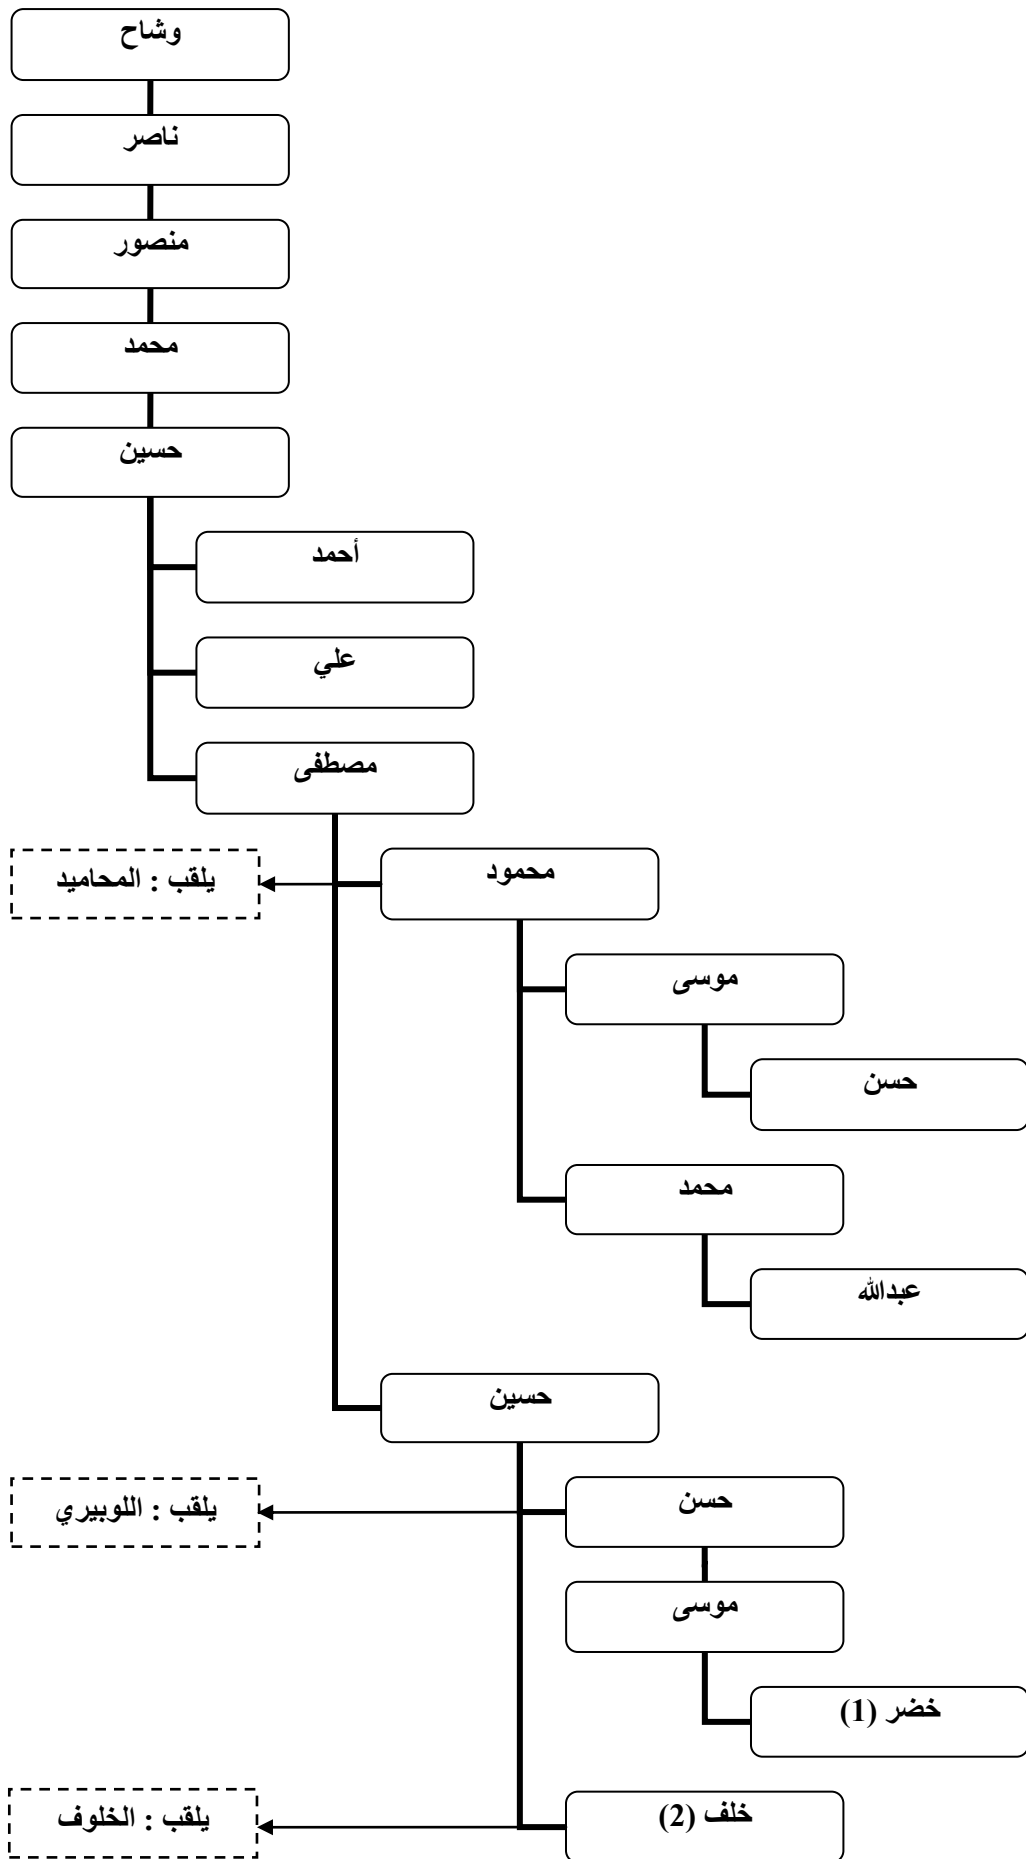 وشاح
ناصر
منصور
محمد
حسين
أحمد
علي
مصطفى
محمود
يلقب : المحاميد
موسى
حسن
محمد
عبدالله
حسين
حسن
يلقب : اللوبيري
موسى
خضر (1)
خلف (2)
يلقب : الخلوف